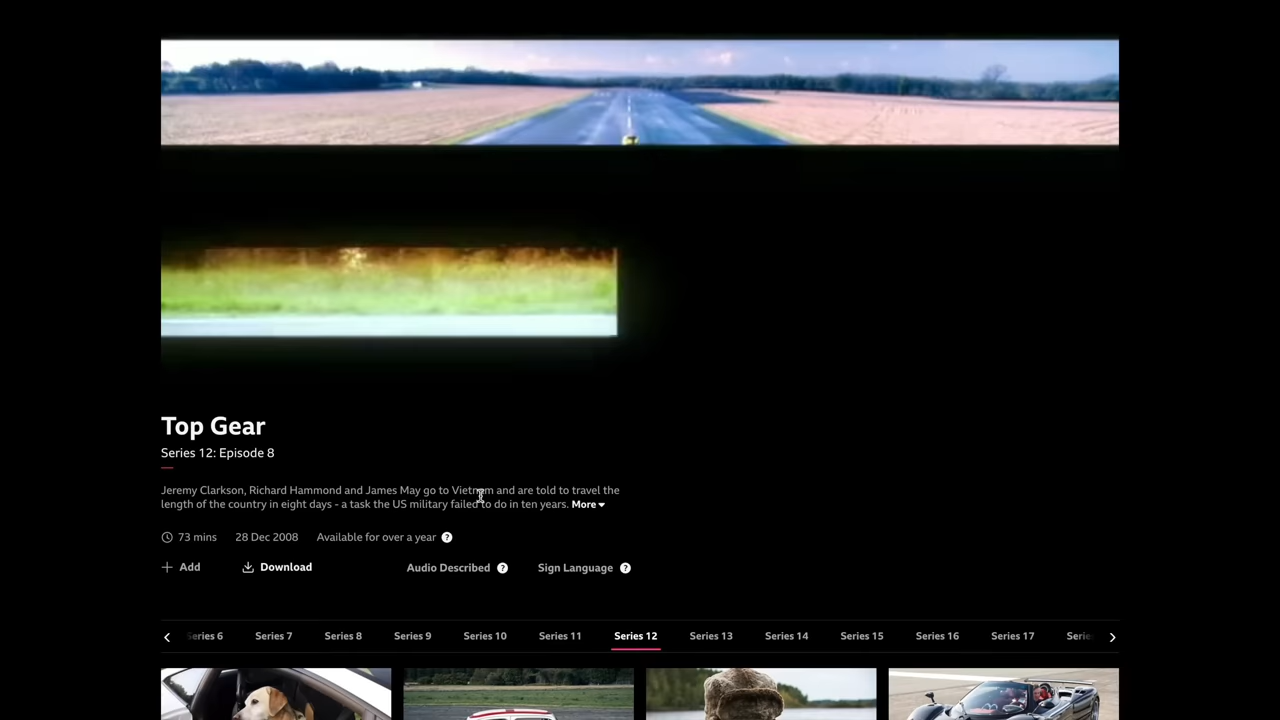 Top Gear
Series 12: Episode 8
Jeremy Clarkson, Richard Hammond and James May go to Vietnam and are told to travel the
length of the country in eight days - a task the US military failed to do in ten years. More
73 mins 28 Dec 2008 Available for over a year ?
Add Download Audio Described ? Sign Language ?
Series 6 Series 7 Series 8 Series 9 Series 10 Series 11 Series 12 Series 13 Series 14 Series 15 Series 16 Series 17 Serie